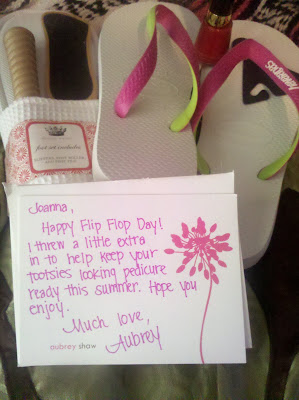 havaianas
Joanna,
Happy Flip Flop Day!
I threw a little extra
in to help keep your
tootsies looking pedicure
ready this summer. Hope you
enjoy.
Much love,
Aubrey
aubrey shaw